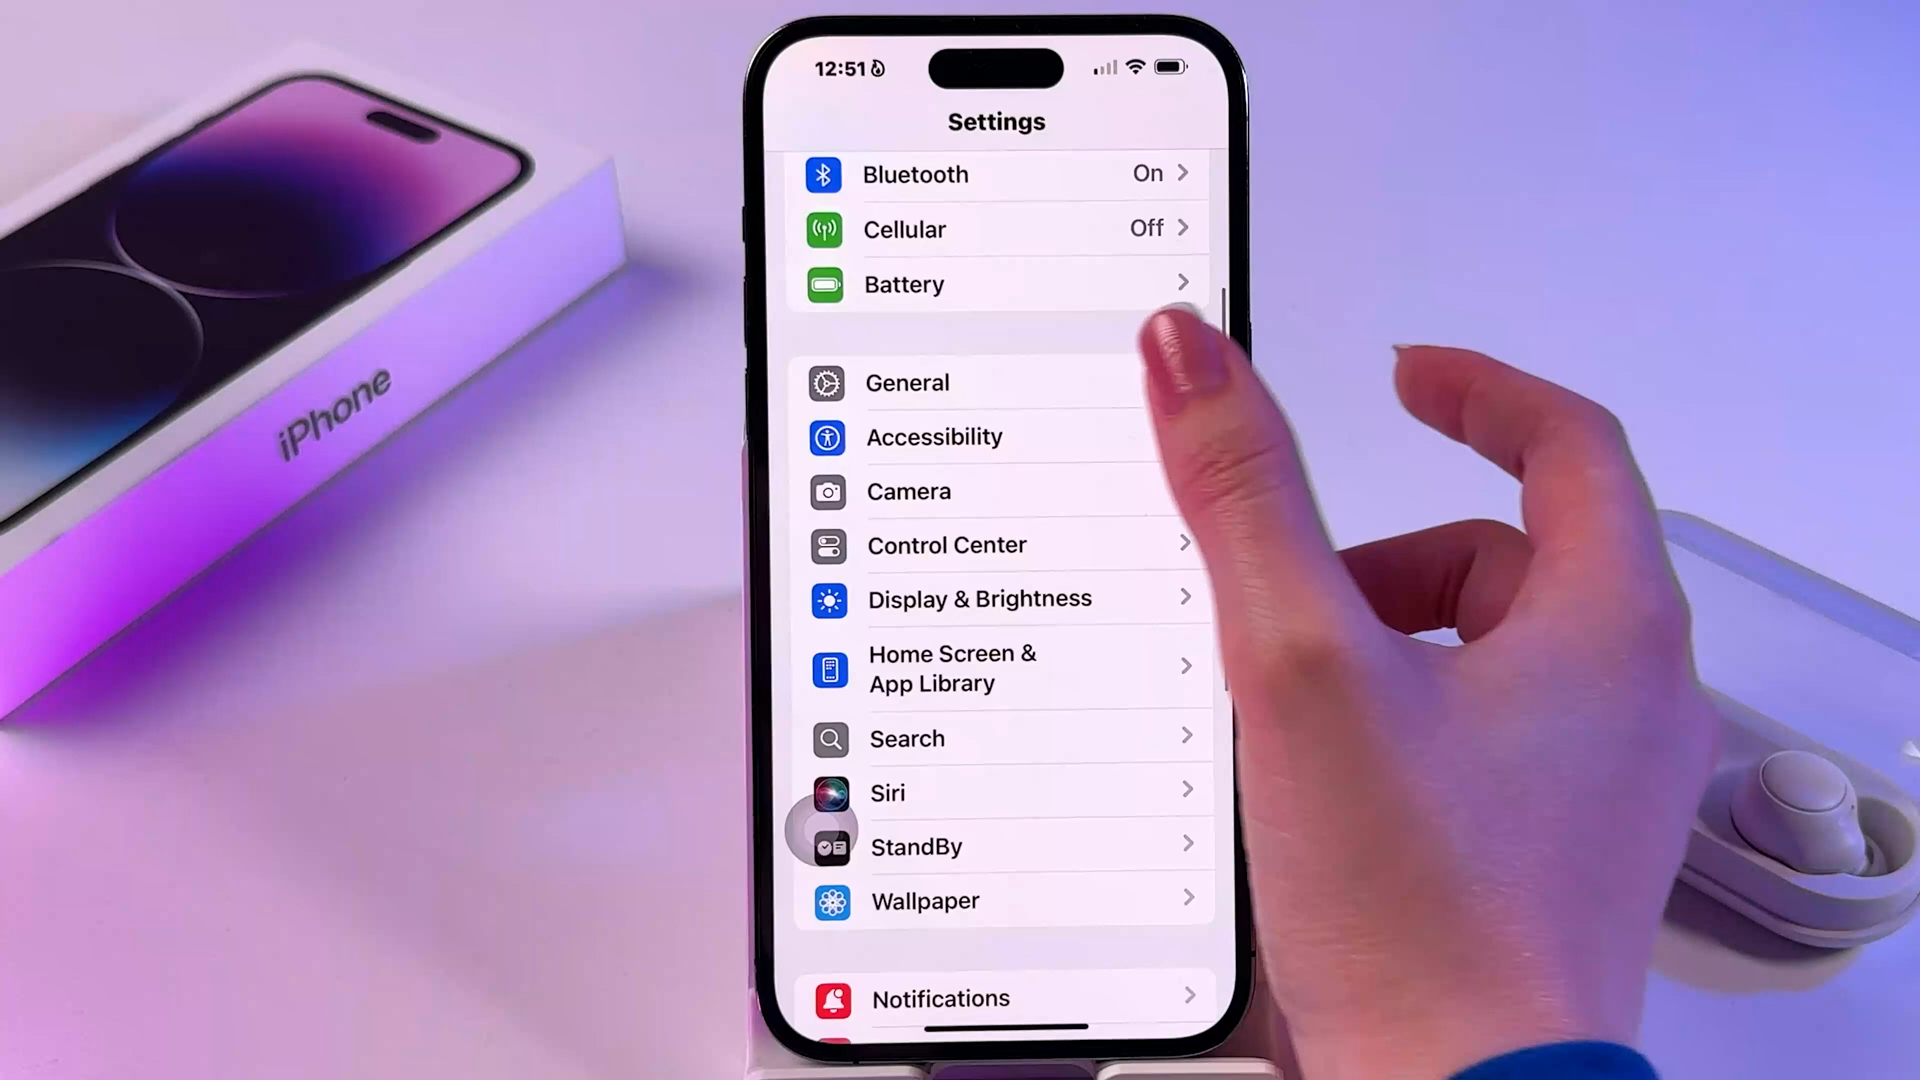 12:51
Settings
Bluetooth On
Cellular Off
Battery
General
Accessibility
Camera
Control Center
Display & Brightness
Home Screen &
App Library
Search
Siri
StandBy
Wallpaper
Notifications
iPhone